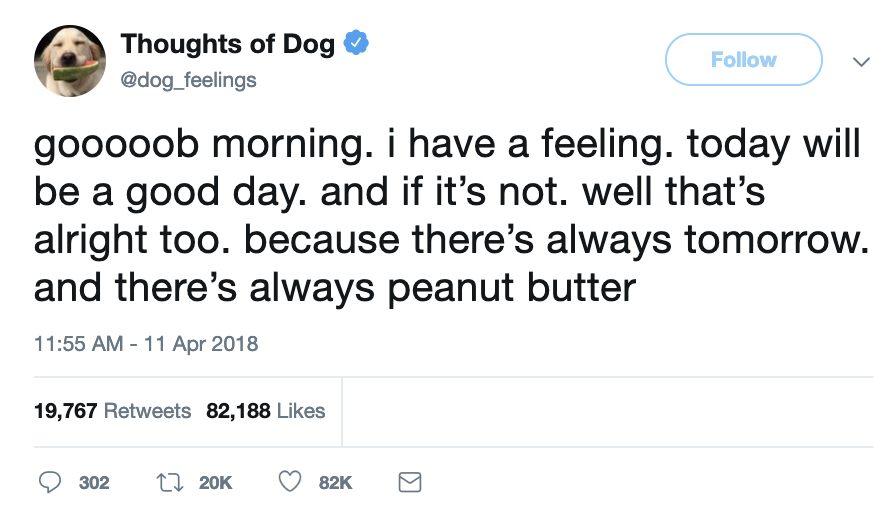 Thoughts of Dog
@dog_feelings
Follow
gooooob morning. i have a feeling. today will
be a good day. and if it’s not. well that’s
alright too. because there’s always tomorrow.
and there’s always peanut butter
11:55 AM - 11 Apr 2018
19,767 Retweets 82,188 Likes
302 20K 82K